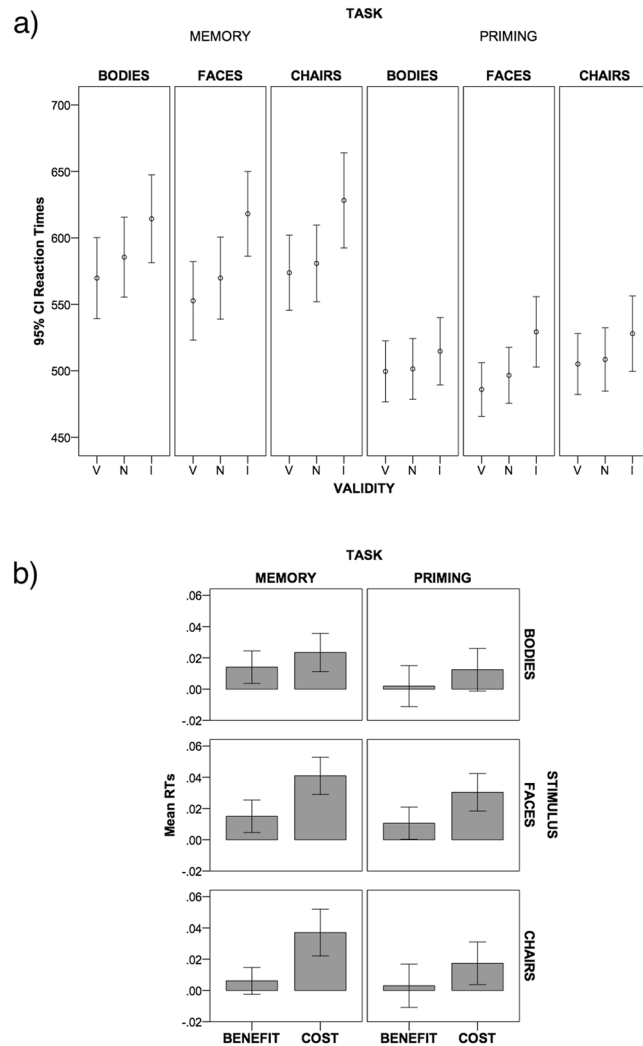 a)
TASK
MEMORY PRIMING
BODIES FACES CHAIRS BODIES FACES CHAIRS
700
650
600
550
500
450
95% CI Reaction Times
V N I V N I V N I V N I V N I V N I
VALIDITY
b)
TASK
MEMORY PRIMING
.06
.04
.02
.00
-.02
BODIES
.06
.04
.02
.00
-.02
Mean RTs
FACES
STIMULUS
.06
.04
.02
.00
-.02
CHAIRS
BENEFIT COST BENEFIT COST